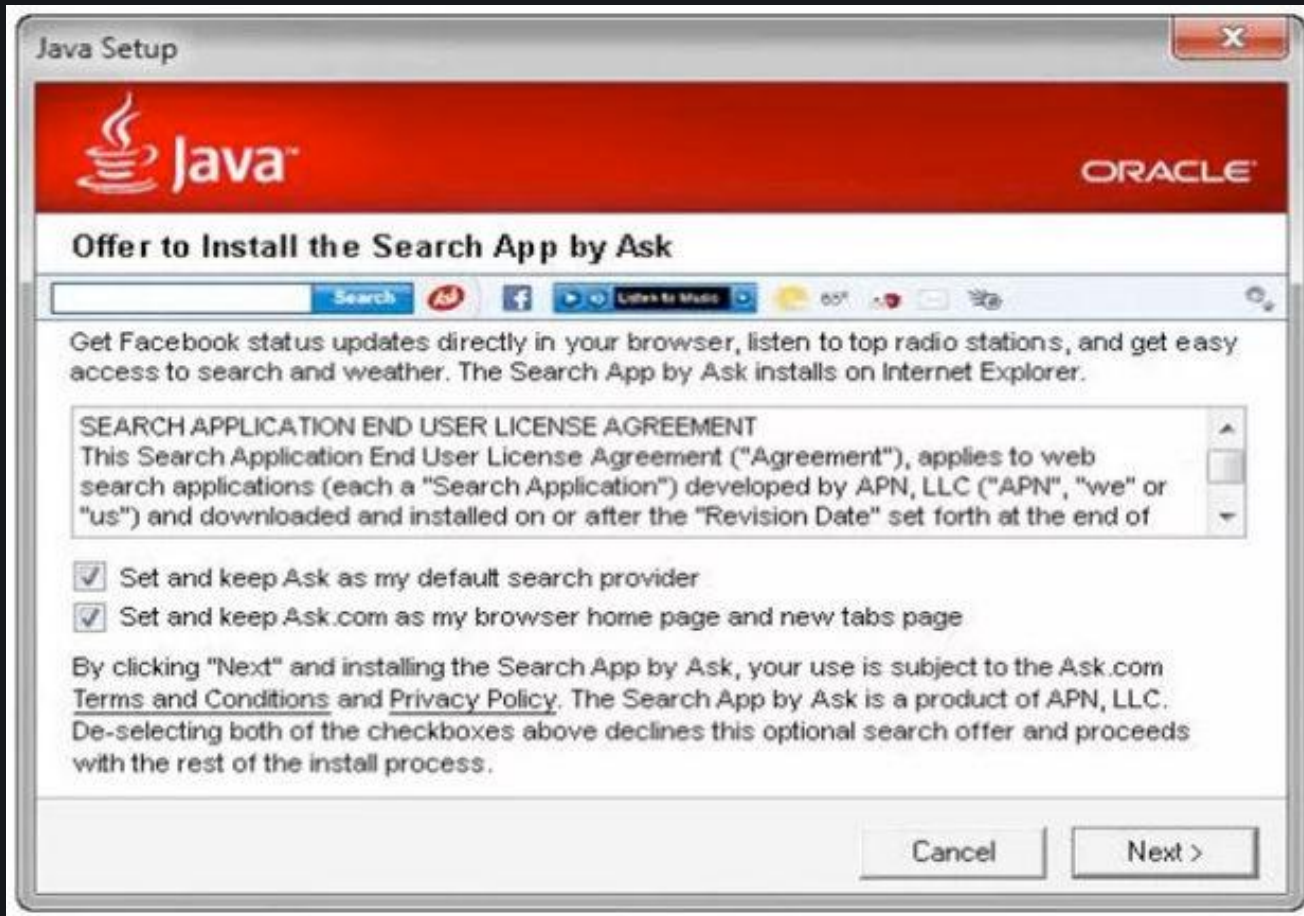 Java Setup
Java™
ORACLE
Offer to Install the Search App by Ask
Search Ask f Listen to Music 65°
Get Facebook status updates directly in your browser, listen to top radio stations, and get easy
access to search and weather. The Search App by Ask installs on Internet Explorer.
SEARCH APPLICATION END USER LICENSE AGREEMENT
This Search Application End User License Agreement ("Agreement"), applies to web
search applications (each a "Search Application") developed by APN, LLC ("APN", "we" or
"us") and downloaded and installed on or after the "Revision Date" set forth at the end of
Set and keep Ask as my default search provider
Set and keep Ask.com as my browser home page and new tabs page
By clicking "Next" and installing the Search App by Ask, your use is subject to the Ask.com
Terms and Conditions and Privacy Policy. The Search App by Ask is a product of APN, LLC.
De-selecting both of the checkboxes above declines this optional search offer and proceeds
with the rest of the install process.
Cancel
Next >